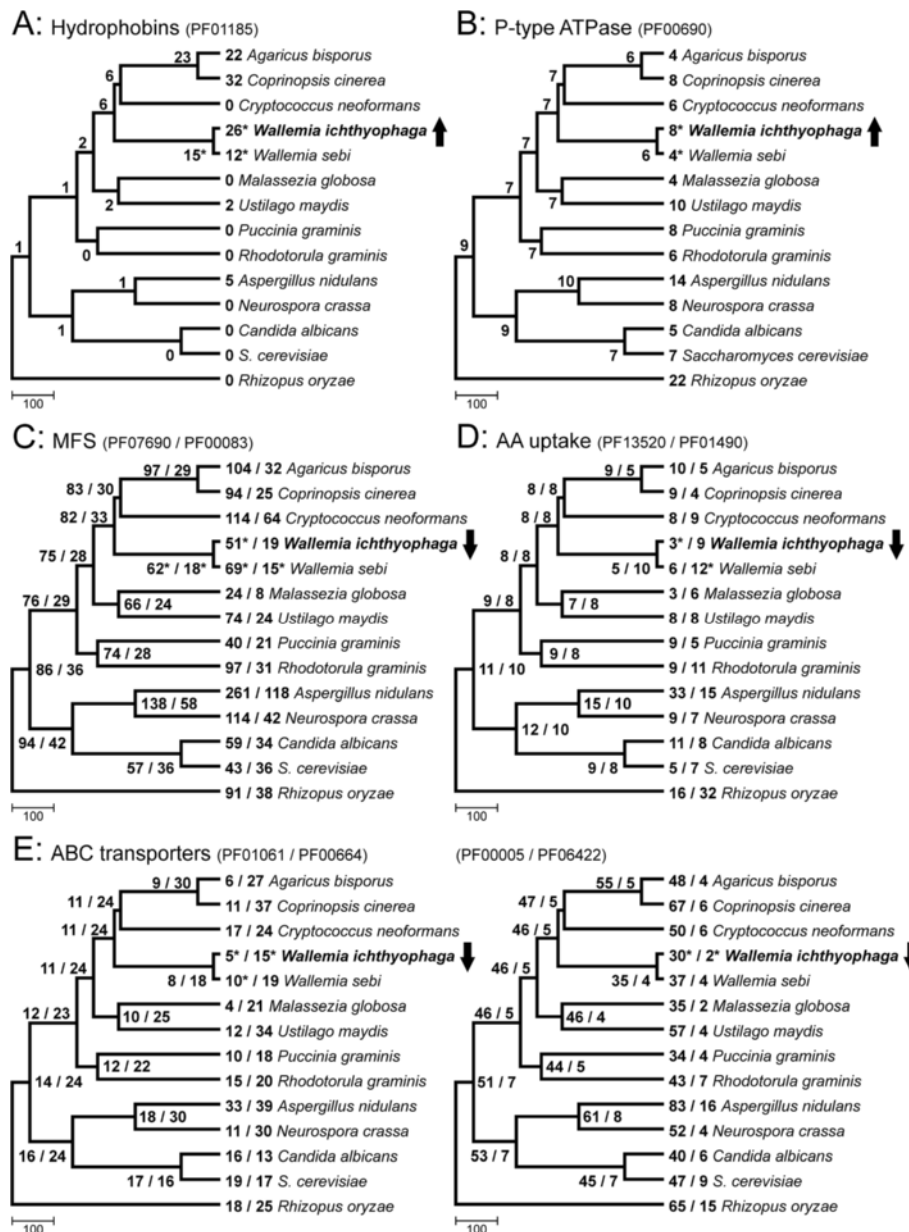 A: Hydrophobins (PF01185)
23
22 Agaricus bisporus
6
32 Coprinopsis cinerea
6
0 Cryptococcus neoformans
2
26* Wallemia ichthyophaga
15*
12* Wallemia sebi
1
0 Malassezia globosa
2
2 Ustilago maydis
0 Puccinia graminis
0
0 Rhodotorula graminis
1
1
5 Aspergillus nidulans
0 Neurospora crassa
1
0 Candida albicans
0
0 S. cerevisiae
0 Rhizopus oryzae
100
B: P-type ATPase (PF00690)
6
4 Agaricus bisporus
7
8 Coprinopsis cinerea
7
6 Cryptococcus neoformans
7
8* Wallemia ichthyophaga
6
4* Wallemia sebi
7
4 Malassezia globosa
7
10 Ustilago maydis
8 Puccinia graminis
7
6 Rhodotorula graminis
9
10
14 Aspergillus nidulans
8 Neurospora crassa
9
5 Candida albicans
7
7 Saccharomyces cerevisiae
22 Rhizopus oryzae
100
C: MFS (PF07690 / PF00083)
97 / 29
104 / 32 Agaricus bisporus
83 / 30
94 / 25 Coprinopsis cinerea
82 / 33
114 / 64 Cryptococcus neoformans
75 / 28
51* / 19 Wallemia ichthyophaga
62* / 18*
69* / 15* Wallemia sebi
76 / 29
24 / 8 Malassezia globosa
66 / 24
74 / 24 Ustilago maydis
40 / 21 Puccinia graminis
74 / 28
86 / 36
97 / 31 Rhodotorula graminis
261 / 118 Aspergillus nidulans
138 / 58
114 / 42 Neurospora crassa
94 / 42
59 / 34 Candida albicans
57 / 36
43 / 36 S. cerevisiae
91 / 38 Rhizopus oryzae
100
D: AA uptake (PF13520 / PF01490)
9 / 5
10 / 5 Agaricus bisporus
8 / 8
9 / 4 Coprinopsis cinerea
8 / 8
8 / 9 Cryptococcus neoformans
8 / 8
3* / 9 Wallemia ichthyophaga
5 / 10
6 / 12* Wallemia sebi
9 / 8
3 / 6 Malassezia globosa
7 / 8
8 / 8 Ustilago maydis
9 / 5 Puccinia graminis
9 / 8
11 / 10
9 / 11 Rhodotorula graminis
33 / 15 Aspergillus nidulans
15 / 10
9 / 7 Neurospora crassa
12 / 10
11 / 8 Candida albicans
9 / 8
5 / 7 S. cerevisiae
16 / 32 Rhizopus oryzae
100
E: ABC transporters (PF01061 / PF00664)
9 / 30
6 / 27 Agaricus bisporus
11 / 24
11 / 37 Coprinopsis cinerea
11 / 24
17 / 24 Cryptococcus neoformans
11 / 24
5* / 15* Wallemia ichthyophaga
8 / 18
10* / 19 Wallemia sebi
12 / 23
4 / 21 Malassezia globosa
10 / 25
12 / 34 Ustilago maydis
10 / 18 Puccinia graminis
12 / 22
14 / 24
15 / 20 Rhodotorula graminis
33 / 39 Aspergillus nidulans
18 / 30
11 / 30 Neurospora crassa
16 / 24
16 / 13 Candida albicans
17 / 16
19 / 17 S. cerevisiae
18 / 25 Rhizopus oryzae
100
(PF00005 / PF06422)
55 / 5
48 / 4 Agaricus bisporus
47 / 5
67 / 6 Coprinopsis cinerea
46 / 5
50 / 6 Cryptococcus neoformans
46 / 5
30* / 2* Wallemia ichthyophaga
35 / 4
37 / 4 Wallemia sebi
46 / 5
35 / 2 Malassezia globosa
46 / 4
57 / 4 Ustilago maydis
34 / 4 Puccinia graminis
44 / 5
51 / 7
43 / 7 Rhodotorula graminis
83 / 16 Aspergillus nidulans
61 / 8
52 / 4 Neurospora crassa
53 / 7
40 / 6 Candida albicans
45 / 7
47 / 9 S. cerevisiae
65 / 15 Rhizopus oryzae
100